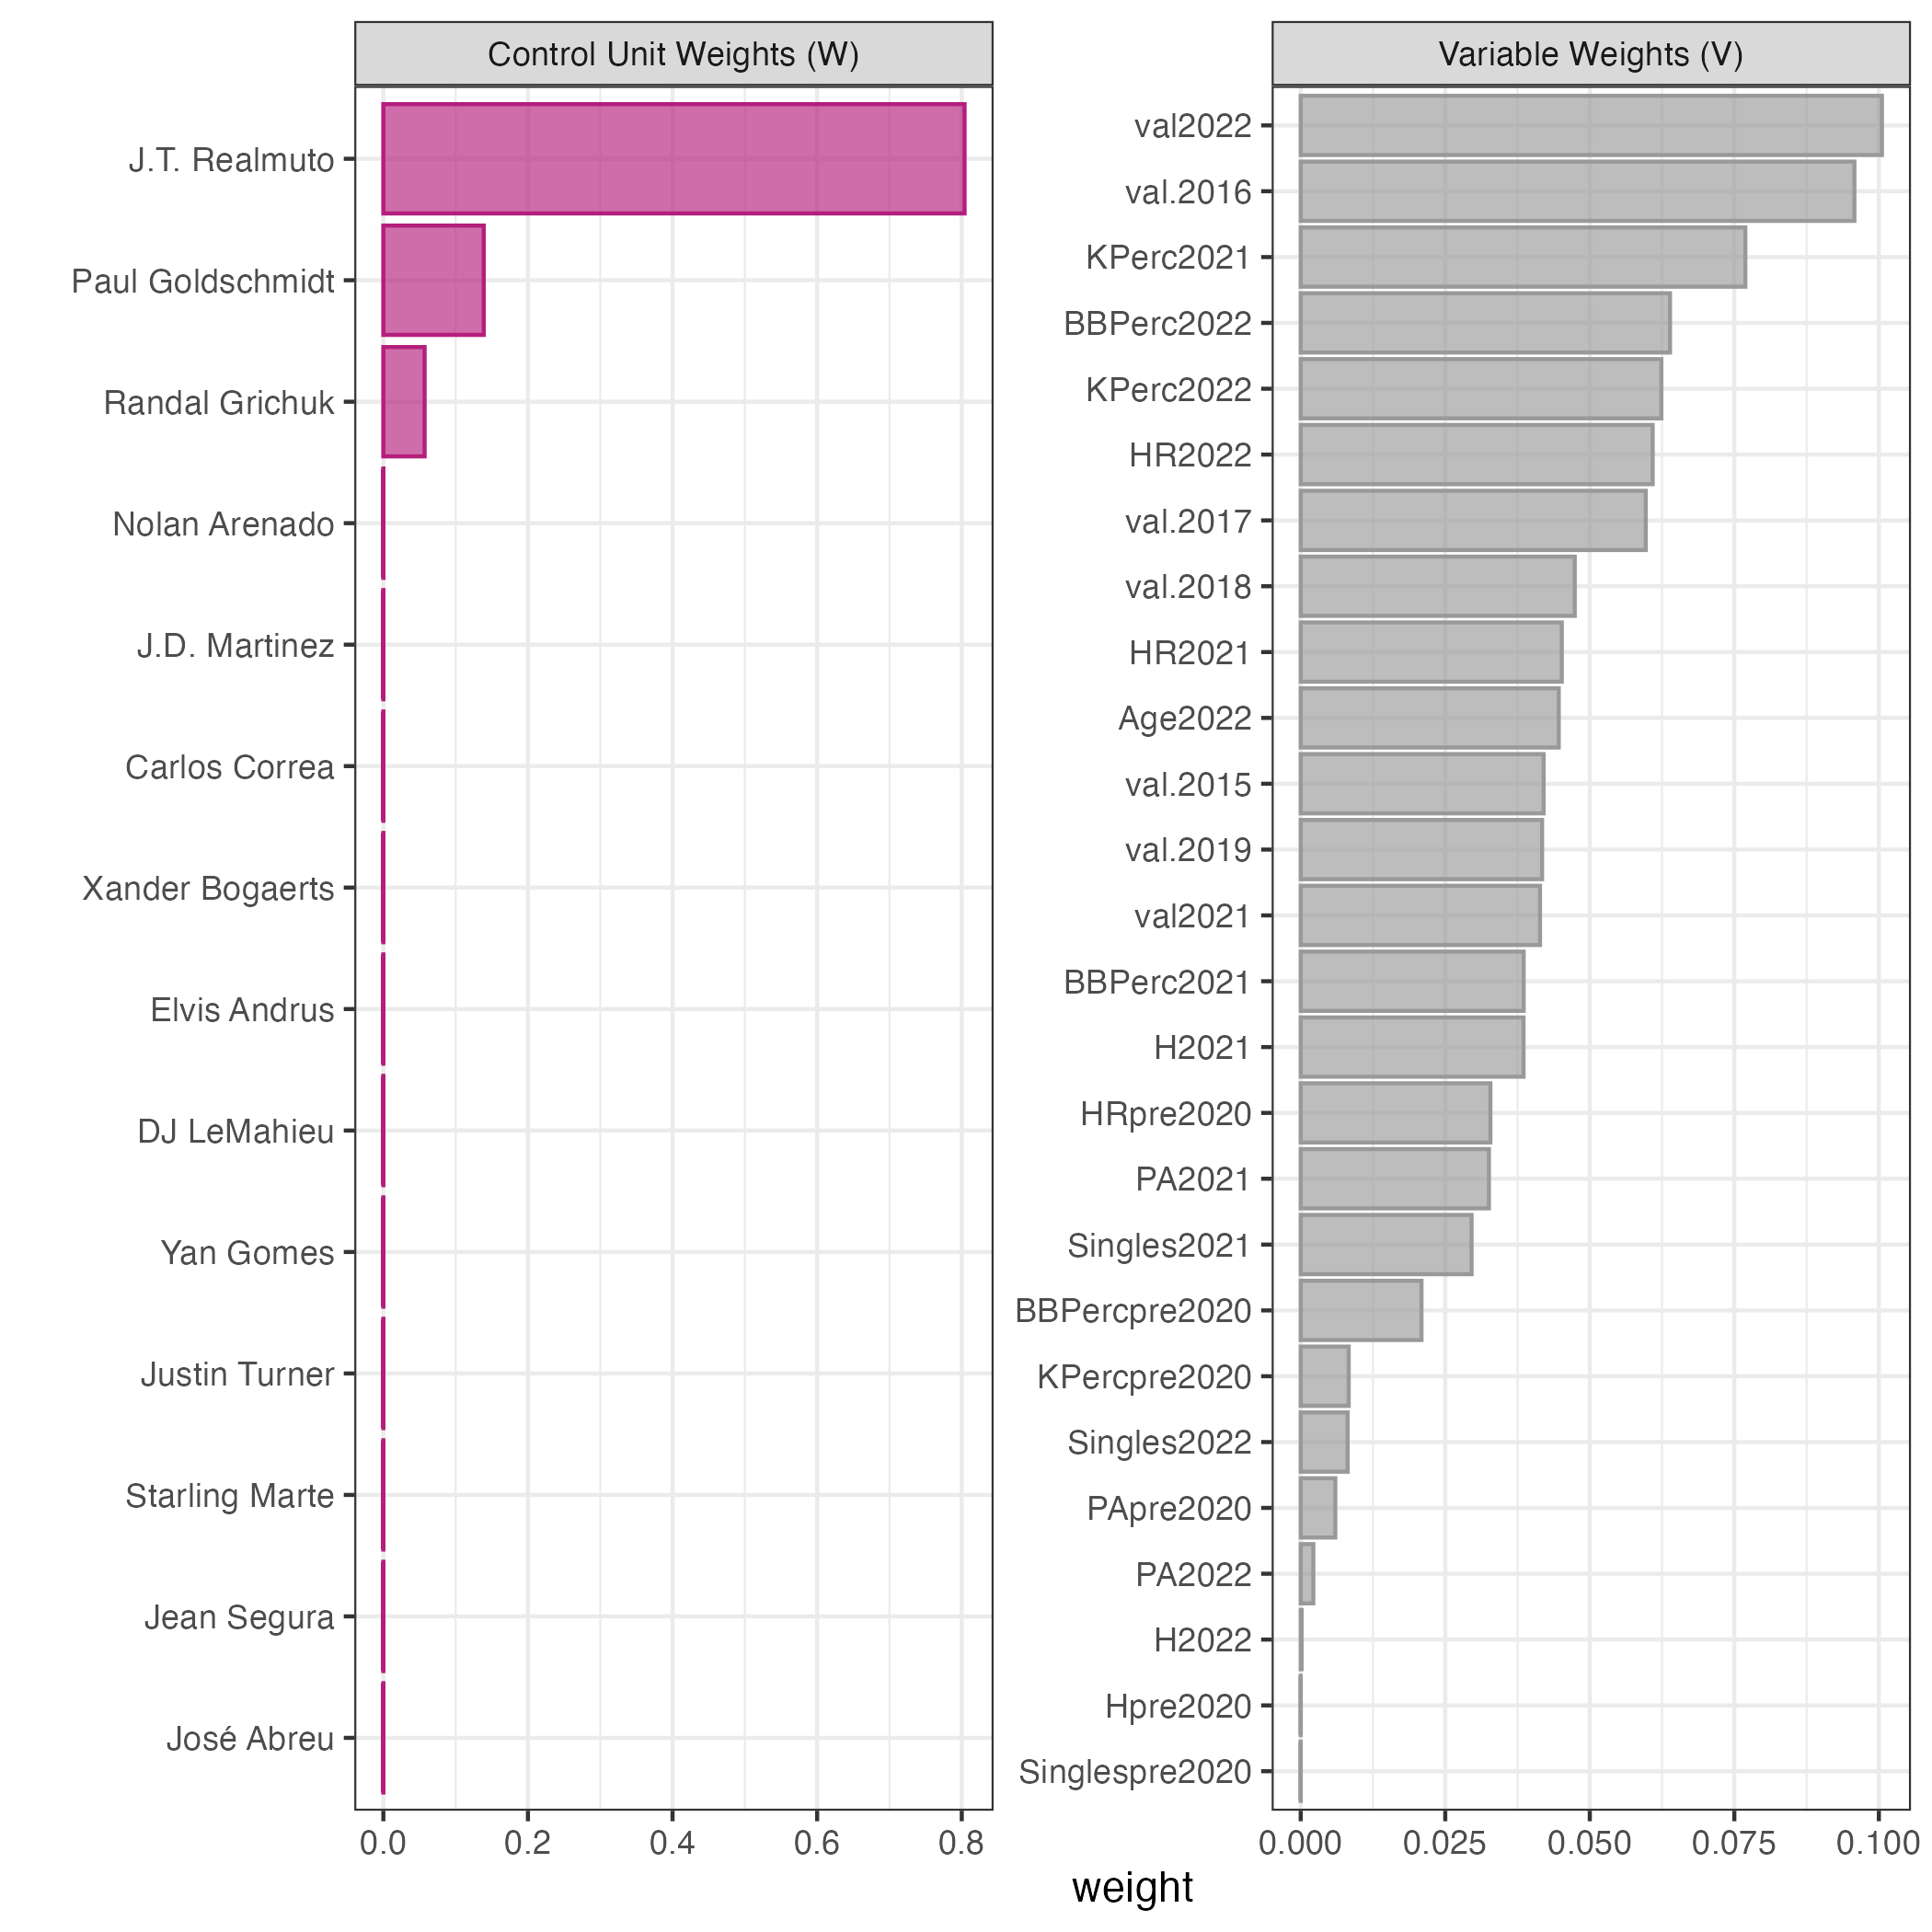 Control Unit Weights (W)
J.T. Realmuto
Paul Goldschmidt
Randal Grichuk
Nolan Arenado
J.D. Martinez
Carlos Correa
Xander Bogaerts
Elvis Andrus
DJ LeMahieu
Yan Gomes
Justin Turner
Starling Marte
Jean Segura
José Abreu
0.0 0.2 0.4 0.6 0.8
Variable Weights (V)
val2022
val.2016
KPerc2021
BBPerc2022
KPerc2022
HR2022
val.2017
val.2018
HR2021
Age2022
val.2015
val.2019
val2021
BBPerc2021
H2021
HRpre2020
PA2021
Singles2021
BBPercpre2020
KPercpre2020
Singles2022
PApre2020
PA2022
H2022
Hpre2020
Singlespre2020
0.000 0.025 0.050 0.075 0.100
weight